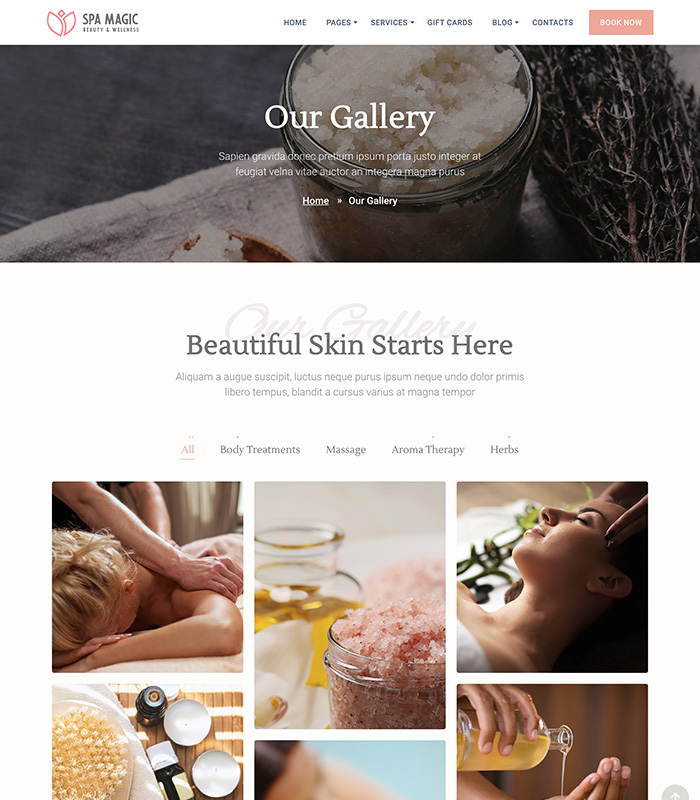 SPA MAGIC
BEAUTY & WELLNESS
HOME PAGES SERVICES GIFT CARDS BLOG CONTACTS BOOK NOW
Our Gallery
Sapien gravida donec pretium ipsum porta justo integer at
feugiat velna vitae auctor an integera magna purus
Home » Our Gallery
Our Gallery
Beautiful Skin Starts Here
Aliquam a augue suscipit, luctus neque purus ipsum neque undo dolor primis
libero tempus, blandit a cursus varius at magna tempor
All Body Treatments Massage Aroma Therapy Herbs